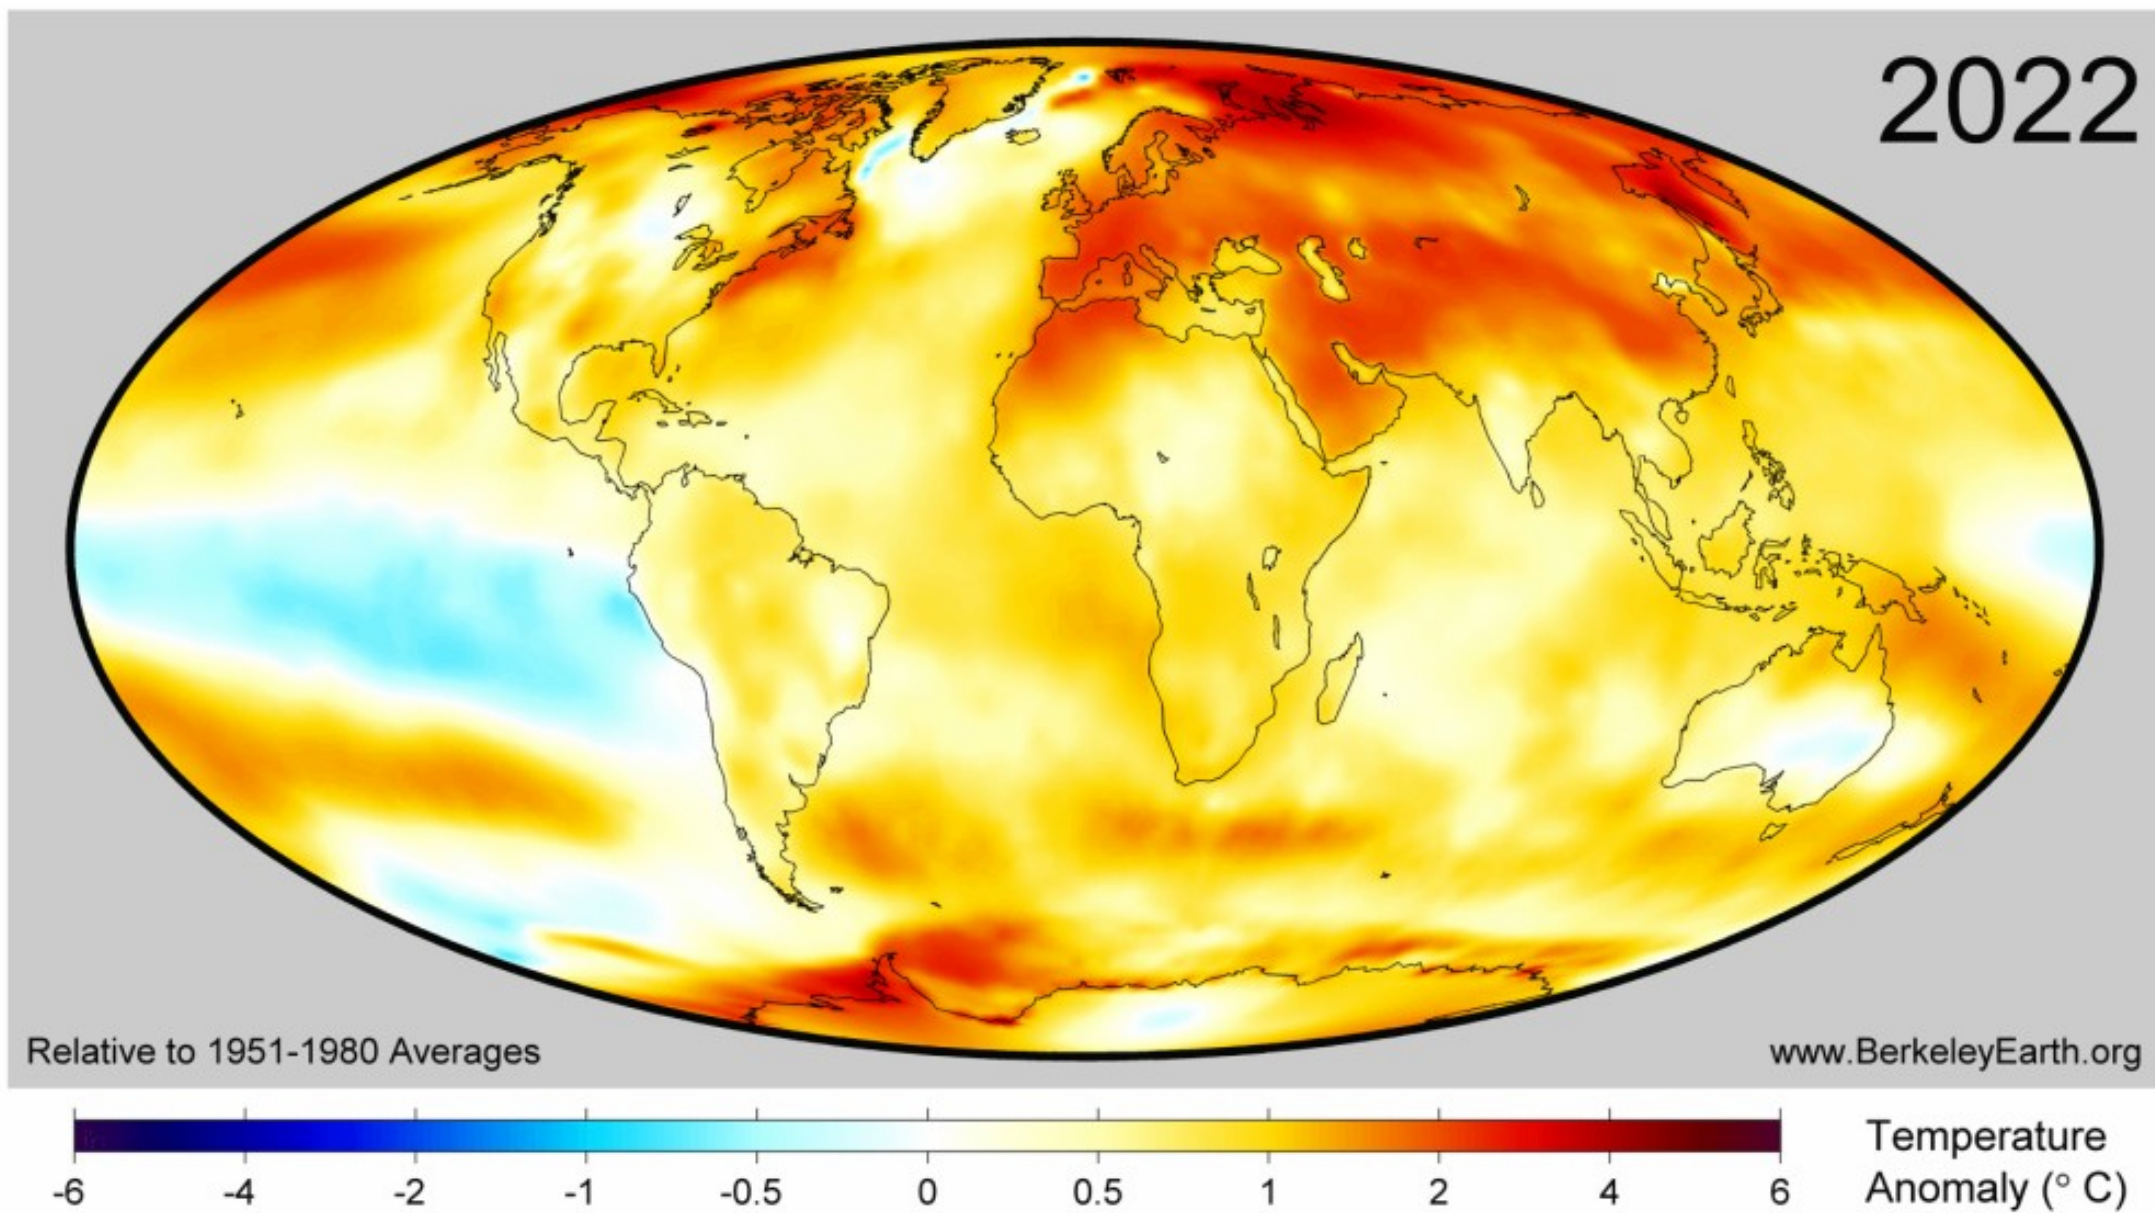 2022
Relative to 1951-1980 Averages
www.BerkeleyEarth.org
-6 -4 -2 -1 -0.5 0 0.5 1 2 4 6
Temperature
Anomaly (° C)